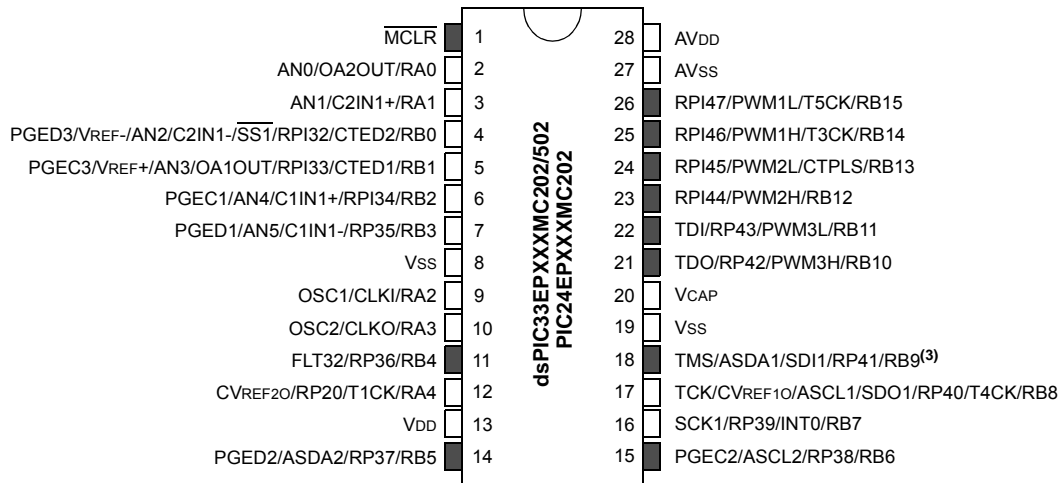 MCLR 1 28 AVDD
AN0/OA2OUT/RA0 2 27 AVSS
AN1/C2IN1+/RA1 3 26 RPI47/PWM1L/T5CK/RB15
PGED3/VREF-/AN2/C2IN1-/SS1/RPI32/CTED2/RB0 4 25 RPI46/PWM1H/T3CK/RB14
PGEC3/VREF+/AN3/OA1OUT/RPI33/CTED1/RB1 5 24 RPI45/PWM2L/CTPLS/RB13
PGEC1/AN4/C1IN1+/RPI34/RB2 6 23 RPI44/PWM2H/RB12
PGED1/AN5/C1IN1-/RP35/RB3 7 22 TDI/RP43/PWM3L/RB11
VSS 8 21 TDO/RP42/PWM3H/RB10
OSC1/CLKI/RA2 9 20 VCAP
OSC2/CLKO/RA3 10 19 VSS
FLT32/RP36/RB4 11 18 TMS/ASDA1/SDI1/RP41/RB9(3)
CVREF2O/RP20/T1CK/RA4 12 17 TCK/CVREF1O/ASCL1/SDO1/RP40/T4CK/RB8
VDD 13 16 SCK1/RP39/INT0/RB7
PGED2/ASDA2/RP37/RB5 14 15 PGEC2/ASCL2/RP38/RB6
dsPIC33EPXXXMC202/502
PIC24EPXXXMC202